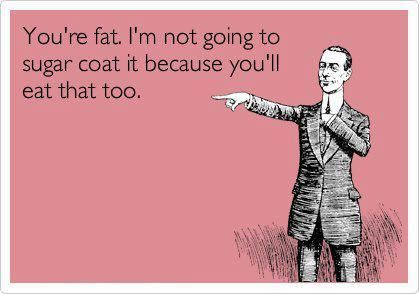 You're fat. I'm not going to
sugar coat it because you'll
eat that too.